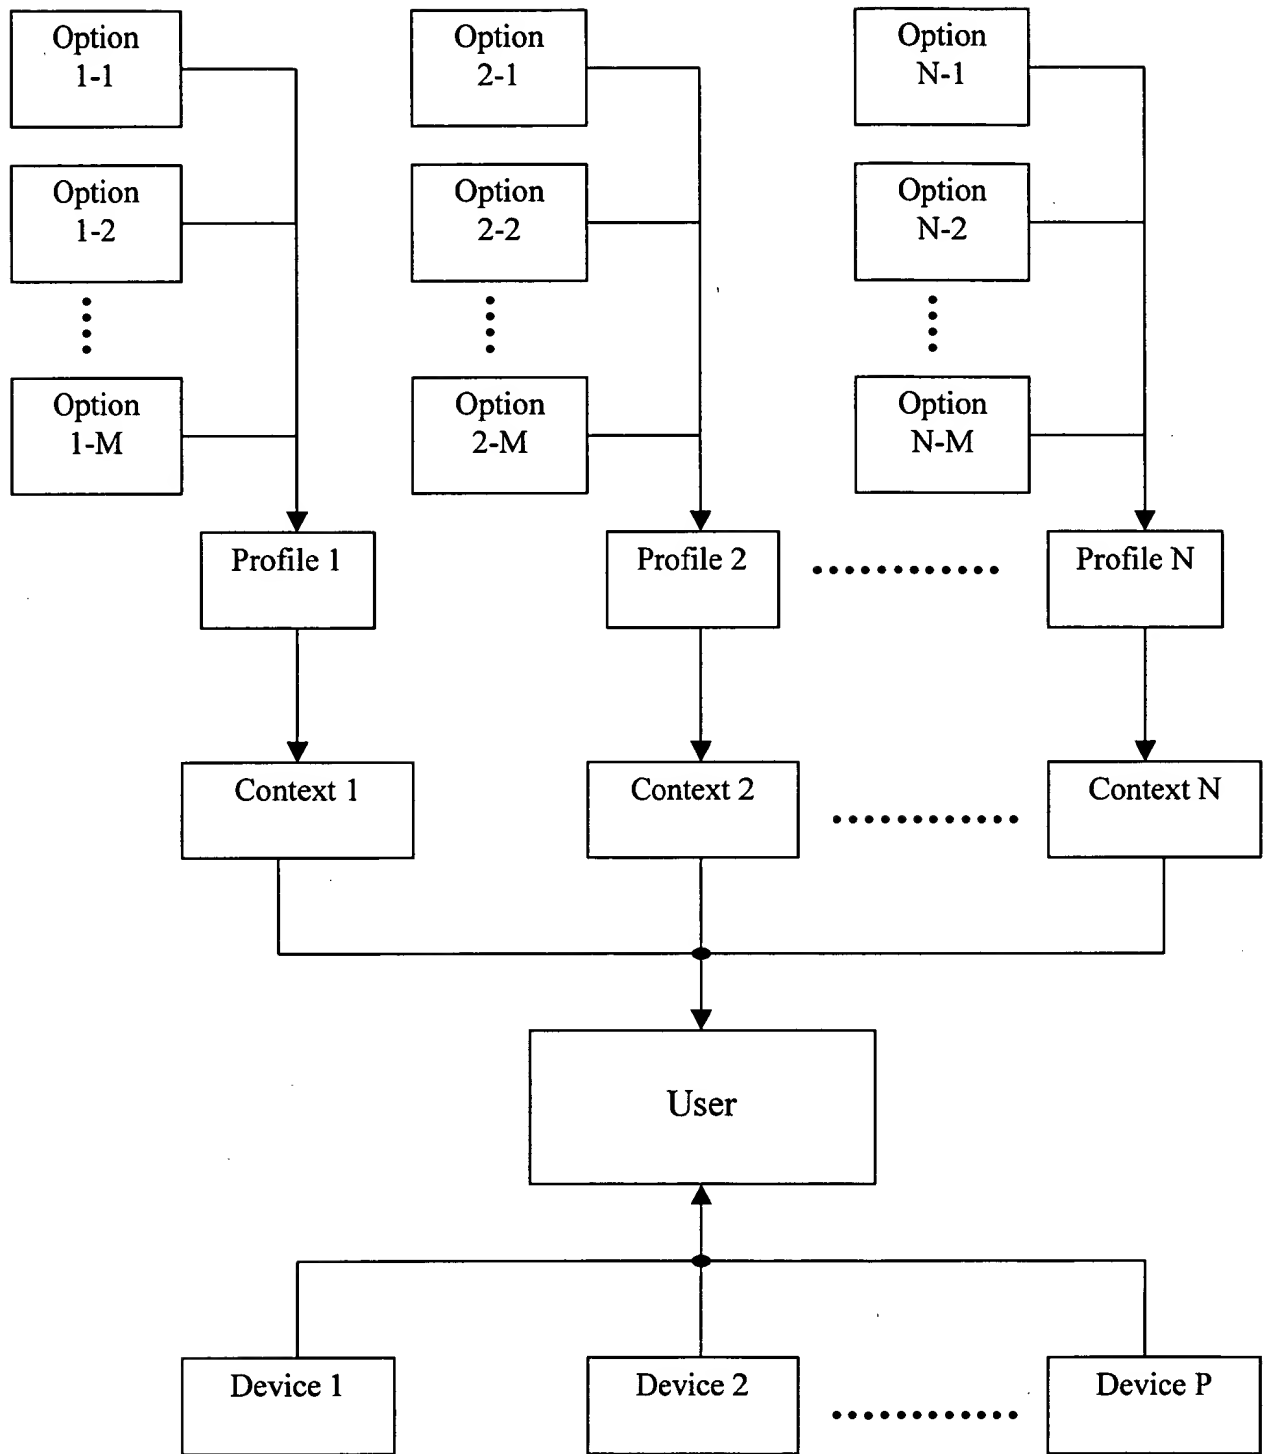 Option
1-1
Option
2-1
Option
N-1
Option
1-2
Option
2-2
Option
N-2
Option
1-M
Option
2-M
Option
N-M
Profile 1
Profile 2
Profile N
Context 1
Context 2
Context N
User
Device 1
Device 2
Device P